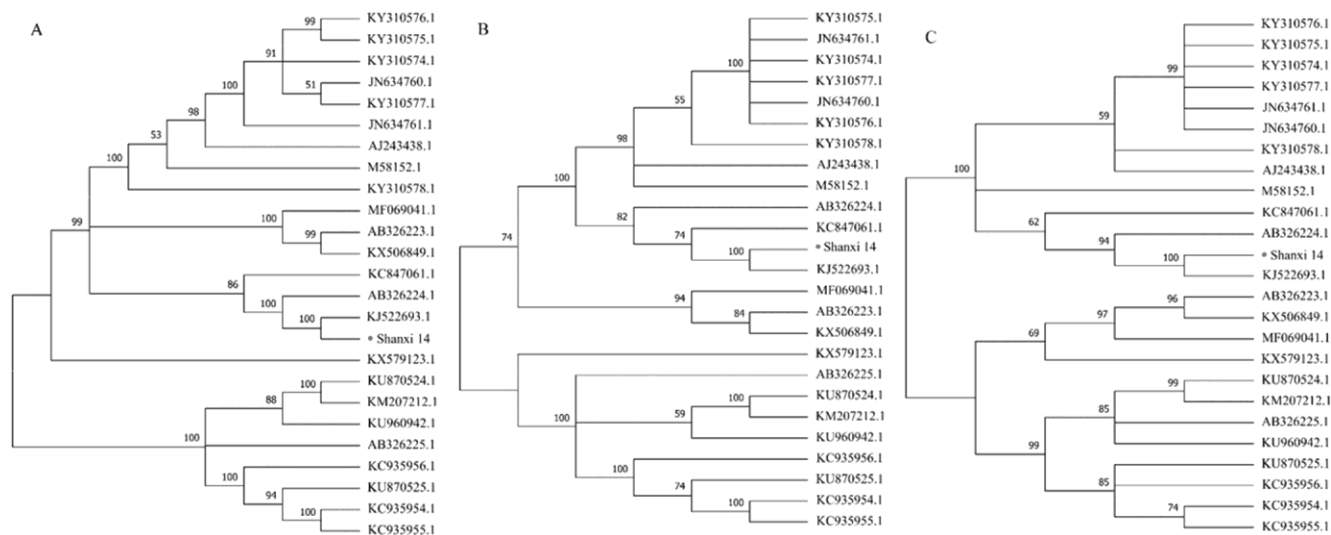 A
99
KY310576.1
KY310575.1
91
KY310574.1
51
JN634760.1
KY310577.1
100
JN634761.1
98
AJ243438.1
53
M58152.1
100
KY310578.1
99
100
MF069041.1
99
AB326223.1
KX506849.1
86
KC847061.1
100
AB326224.1
100
KJ522693.1
* Shanxi 14
KX579123.1
100
KU870524.1
88
KM207212.1
KU960942.1
100
AB326225.1
100
KC935956.1
94
KU870525.1
100
KC935954.1
KC935955.1
B
KY310575.1
JN634761.1
100
KY310574.1
KY310577.1
JN634760.1
55
KY310576.1
KY310578.1
98
AJ243438.1
M58152.1
100
82
AB326224.1
74
KC847061.1
100
* Shanxi 14
KJ522693.1
74
94
MF069041.1
84
AB326223.1
KX506849.1
KX579123.1
AB326225.1
100
KU870524.1
100
59
KM207212.1
KU960942.1
100
KC935956.1
74
KU870525.1
100
KC935954.1
KC935955.1
C
KY310576.1
KY310575.1
99
KY310574.1
KY310577.1
JN634761.1
59
JN634760.1
KY310578.1
AJ243438.1
100
M58152.1
62
KC847061.1
94
AB326224.1
100
* Shanxi 14
KJ522693.1
96
AB326223.1
97
KX506849.1
69
MF069041.1
KX579123.1
99
KU870524.1
85
KM207212.1
AB326225.1
99
KU960942.1
85
KU870525.1
KC935956.1
74
KC935954.1
KC935955.1